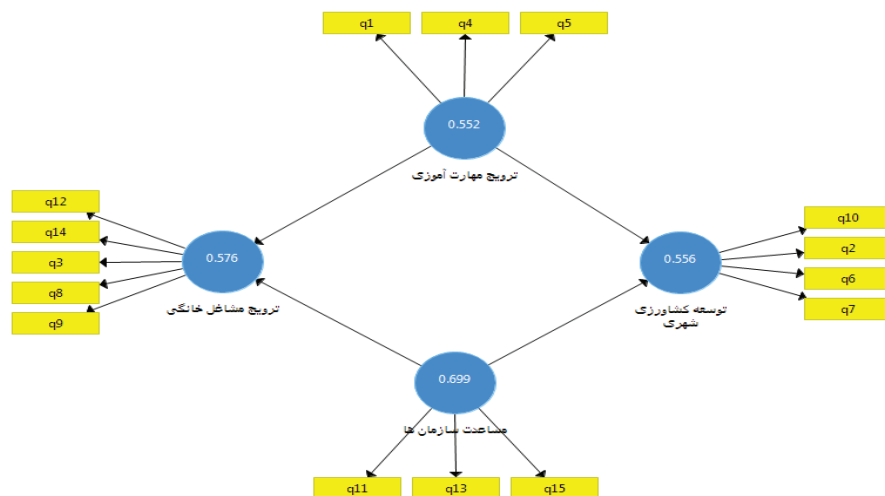 q1
q4
q5
0.552
ترویج مهارت آموزی
q12
q14
q3
q8
q9
0.576
ترویج مشاغل خانگی
0.556
توسعه کشاورزی
شهری
q10
q2
q6
q7
0.699
مساعدت سازمان ها
q11
q13
q15